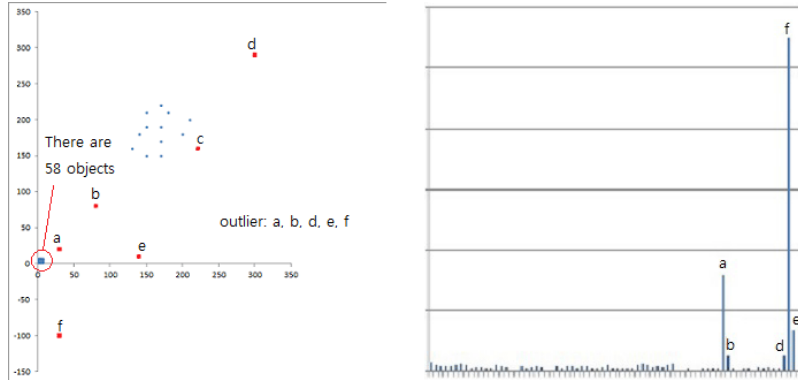 350
300
250
200
150
100
50
0
-50
-100
-150
0 50 100 150 200 250 300 350
There are
58 objects
a
b
c
d
e
f
outlier: a, b, d, e, f
a
b
d
f
e